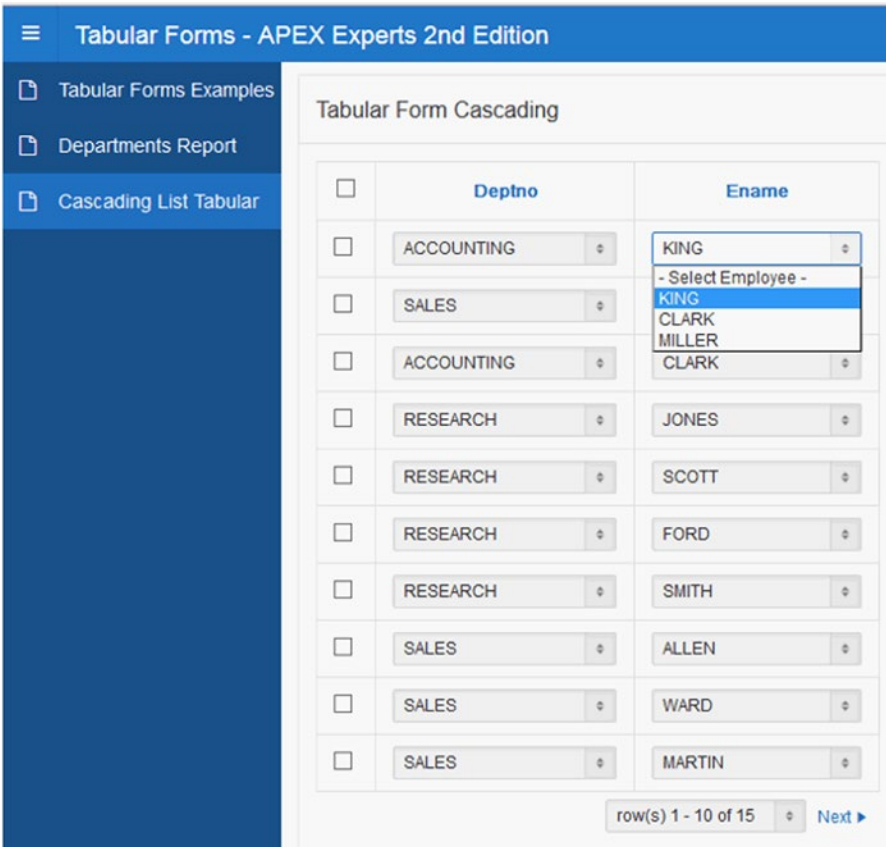 Tabular Forms - APEX Experts 2nd Edition
Tabular Forms Examples
Departments Report
Cascading List Tabular
Tabular Form Cascading
Deptno Ename
ACCOUNTING KING
- Select Employee -
KING
SALES
CLARK
MILLER
ACCOUNTING CLARK
RESEARCH JONES
RESEARCH SCOTT
RESEARCH FORD
RESEARCH SMITH
SALES ALLEN
SALES WARD
SALES MARTIN
row(s) 1 - 10 of 15 Next